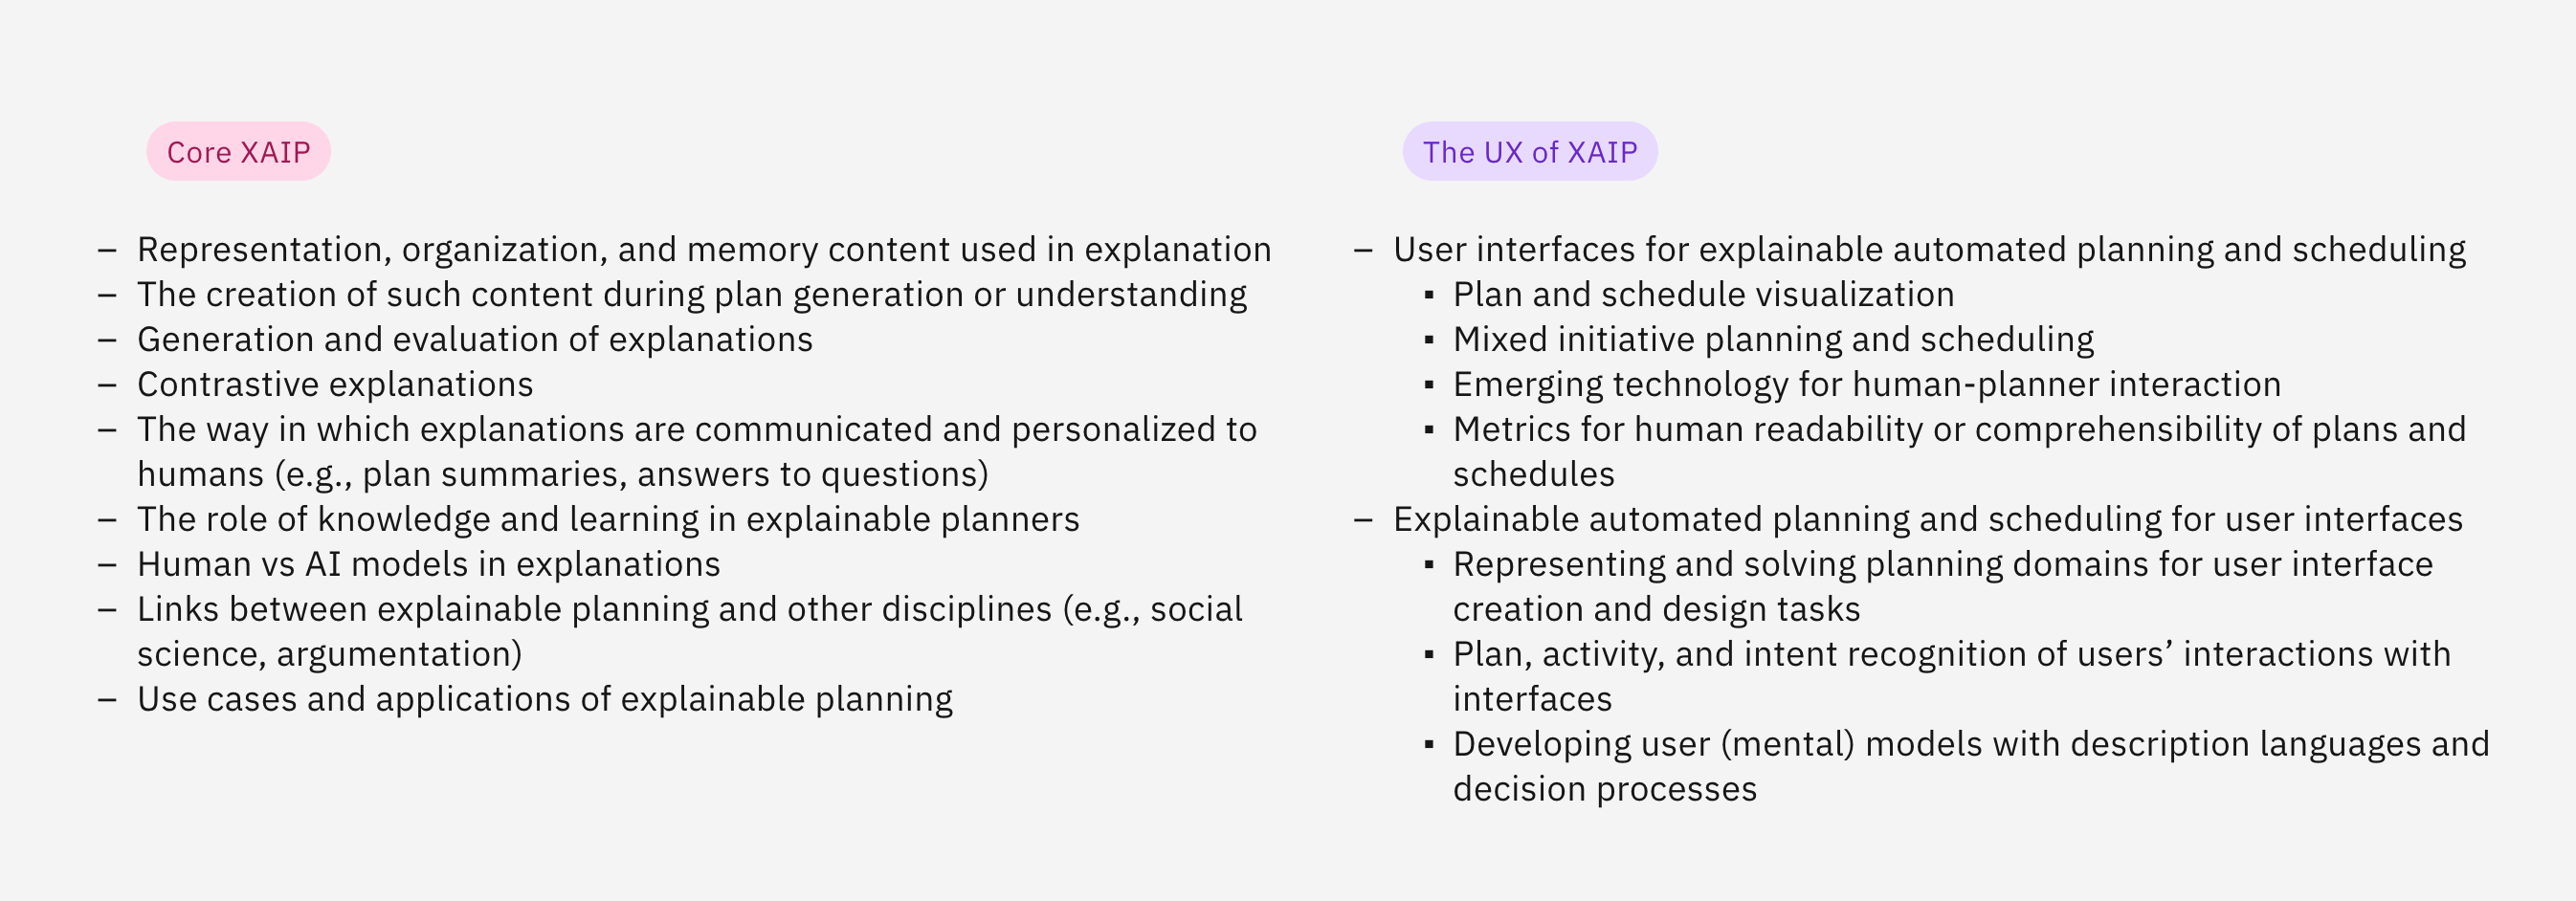 Core XAIP
– Representation, organization, and memory content used in explanation
– The creation of such content during plan generation or understanding
– Generation and evaluation of explanations
– Contrastive explanations
– The way in which explanations are communicated and personalized to
humans (e.g., plan summaries, answers to questions)
– The role of knowledge and learning in explainable planners
– Human vs AI models in explanations
– Links between explainable planning and other disciplines (e.g., social
science, argumentation)
– Use cases and applications of explainable planning
The UX of XAIP
– User interfaces for explainable automated planning and scheduling
▪ Plan and schedule visualization
▪ Mixed initiative planning and scheduling
▪ Emerging technology for human-planner interaction
▪ Metrics for human readability or comprehensibility of plans and
schedules
– Explainable automated planning and scheduling for user interfaces
▪ Representing and solving planning domains for user interface
creation and design tasks
▪ Plan, activity, and intent recognition of users’ interactions with
interfaces
▪ Developing user (mental) models with description languages and
decision processes